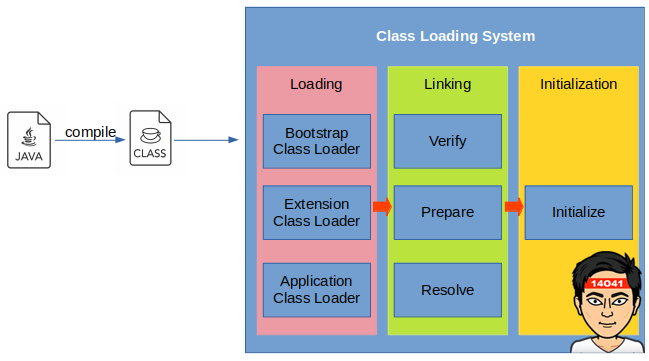 Class Loading System
Loading
Linking
Initialization
JAVA
compile
CLASS
Bootstrap
Class Loader
Verify
Extension
Class Loader
Prepare
Initialize
Application
Class Loader
Resolve
14041